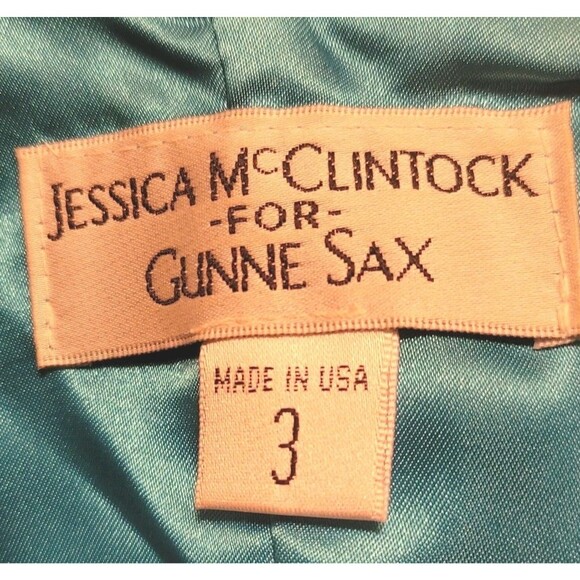 JESSICA McCLINTOCK
-FOR-
GUNNE SAX
MADE IN USA
3